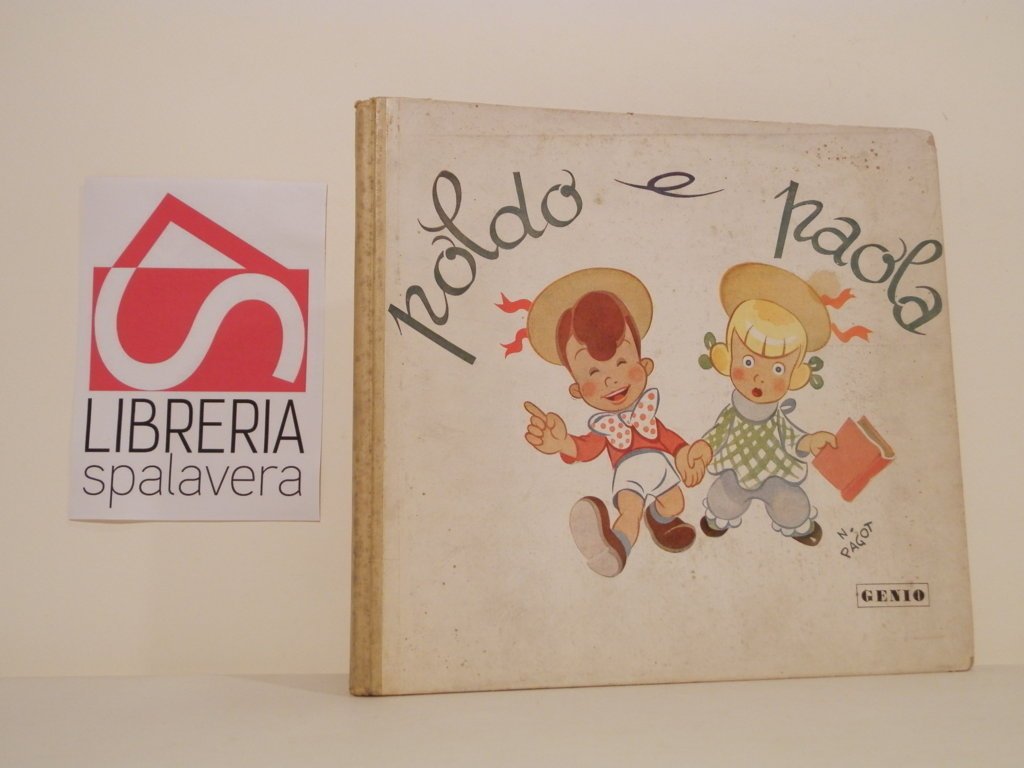 LIBRERIA
spalavera
poldo e paola
N. PAGOT
GENIO